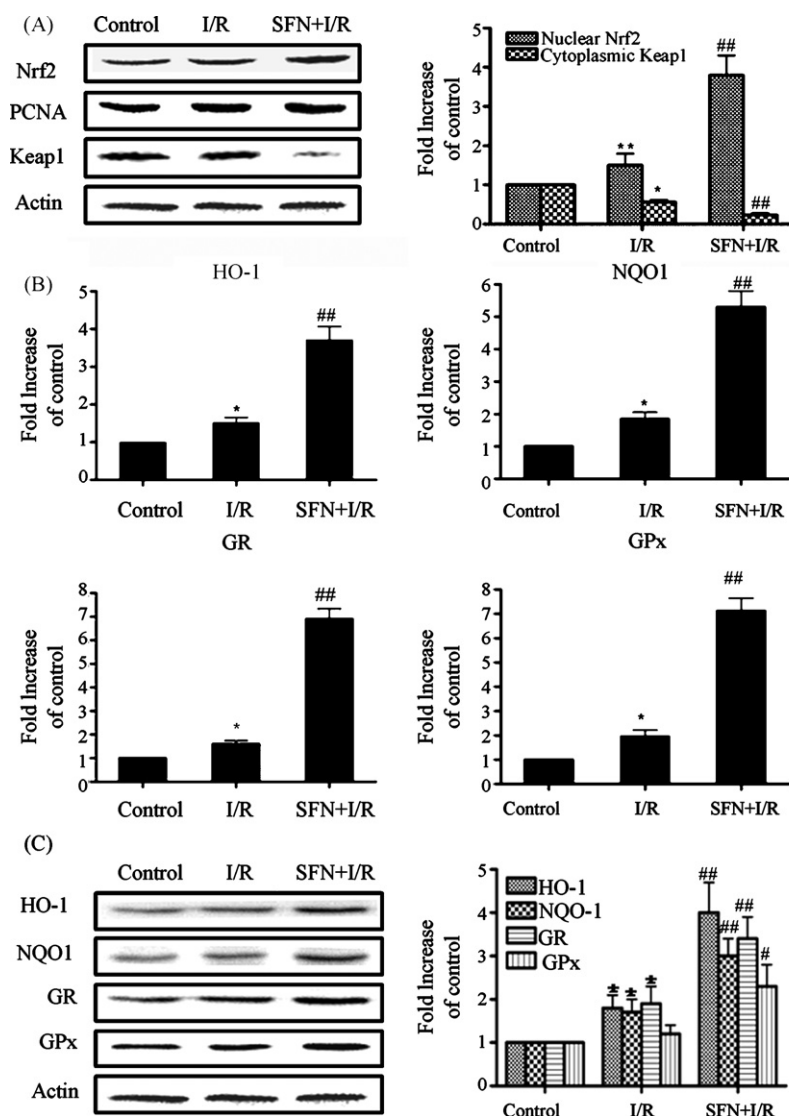 (A)
Control I/R SFN+I/R
Nrf2
PCNA
Keap1
Actin
Nuclear Nrf2
Cytoplasmic Keap1
Fold Increase
of control
5
4
3
2
1
0
** * ## ##
Control I/R SFN+I/R
(B)
HO-1
Fold Increase
of control
5
4
3
2
1
0
* ##
Control I/R SFN+I/R
NQO1
Fold Increase
of control
6
5
4
3
2
1
0
* ##
Control I/R SFN+I/R
GR
Fold Increase
of control
8
7
6
5
4
3
2
1
0
* ##
Control I/R SFN+I/R
GPx
Fold Increase
of control
8
7
6
5
4
3
2
1
0
* ##
Control I/R SFN+I/R
(C)
Control I/R SFN+I/R
HO-1
NQO1
GR
GPx
Actin
HO-1
NQO-1
GR
GPx
Fold Increase
of control
5
4
3
2
1
0
* * * ## ## ## #
Control I/R SFN+I/R